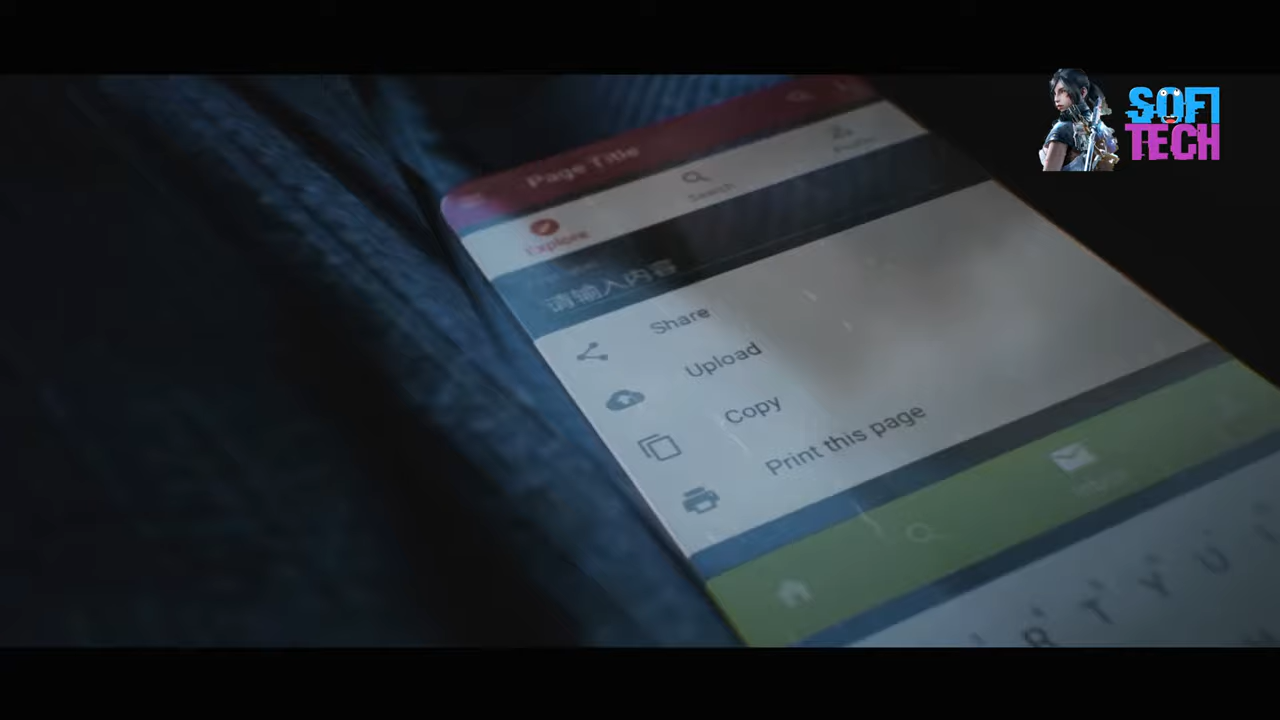 SOFI
TECH
Page Title
Explore
Search
请输入内容
Share
Upload
Copy
Print this page
R T Y U